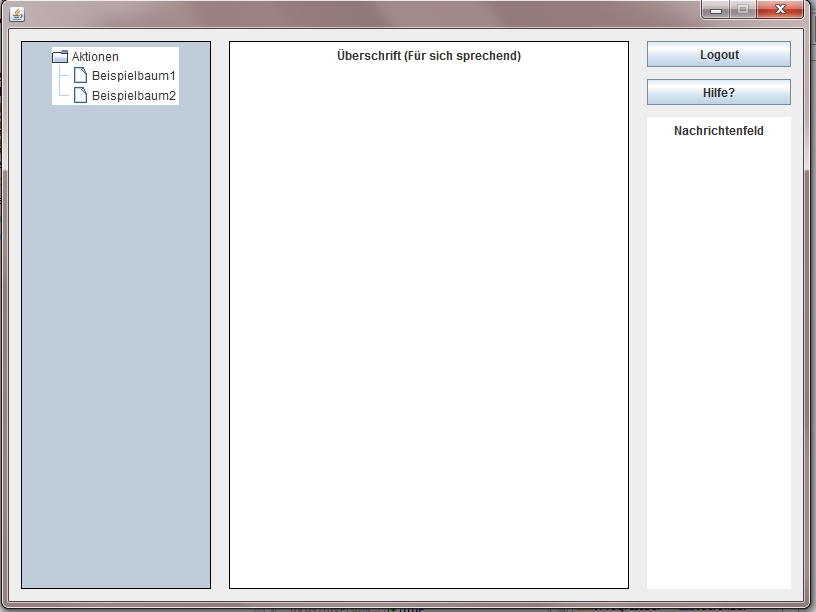 Aktionen
Beispielbaum1
Beispielbaum2
Überschrift (Für sich sprechend)
Logout
Hilfe?
Nachrichtenfeld